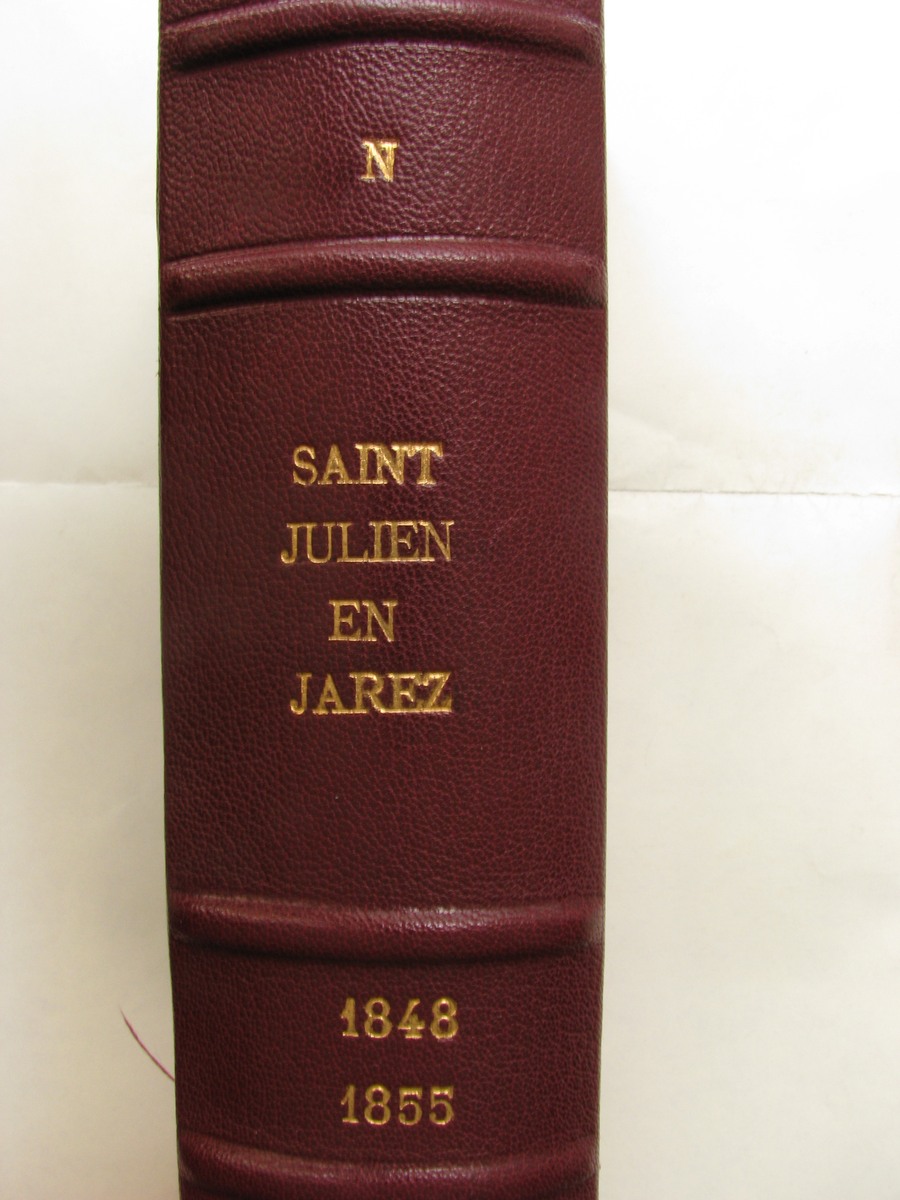 N
SAINT
JULIEN
EN
JAREZ
1848
1855